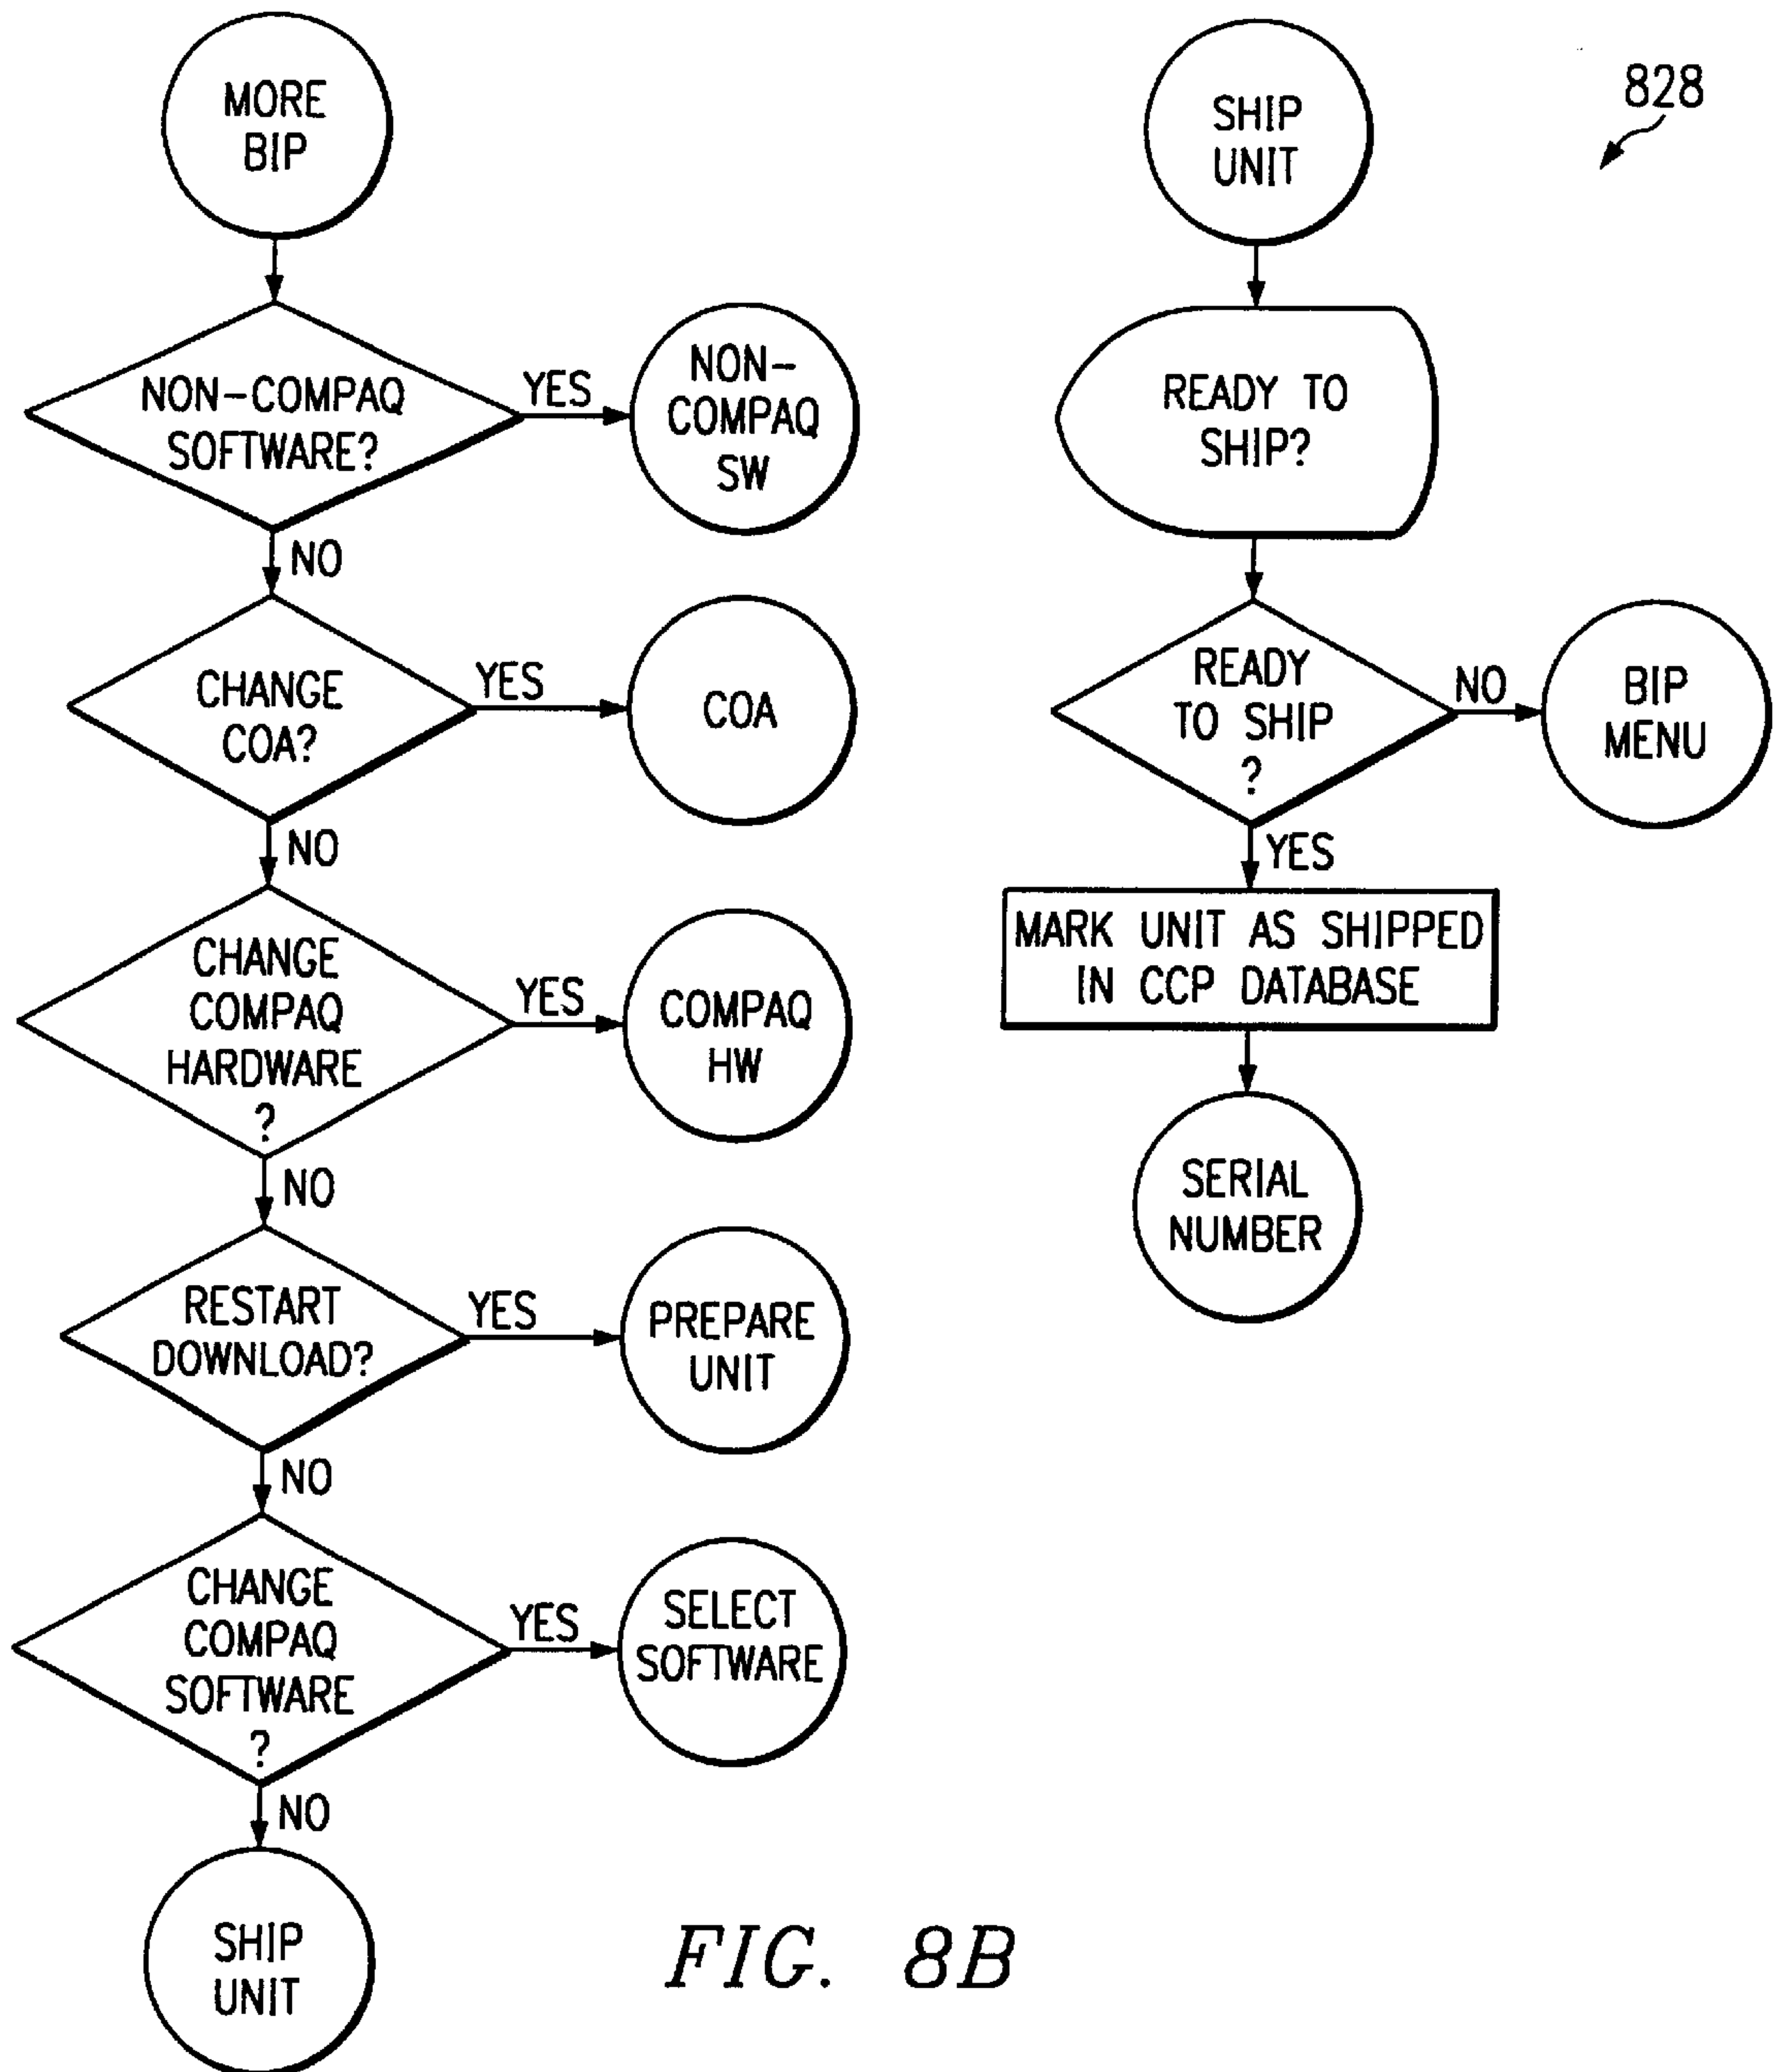 MORE
BIP
NON-COMPAQ
SOFTWARE?
YES
NON-
COMPAQ
SW
NO
CHANGE
COA?
YES
COA
NO
CHANGE
COMPAQ
HARDWARE
?
YES
COMPAQ
HW
NO
RESTART
DOWNLOAD?
YES
PREPARE
UNIT
NO
CHANGE
COMPAQ
SOFTWARE
?
YES
SELECT
SOFTWARE
NO
SHIP
UNIT
828
SHIP
UNIT
READY TO
SHIP?
READY
TO SHIP
?
NO
BIP
MENU
YES
MARK UNIT AS SHIPPED
IN CCP DATABASE
SERIAL
NUMBER
FIG. 8B